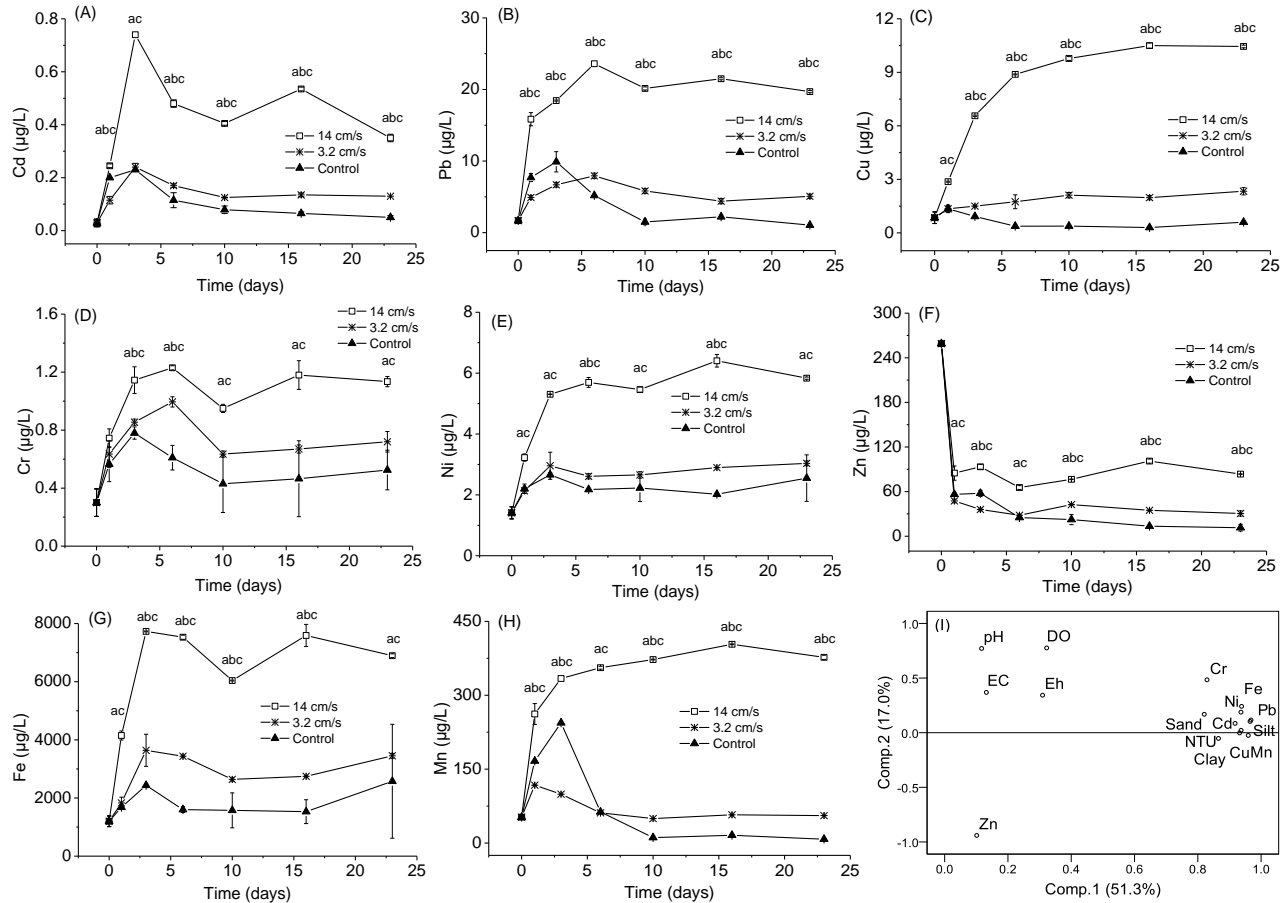 (A)
Cd (µg/L)
0.8
0.6
0.4
0.2
0.0
abc
ac
abc
abc
abc
abc
14 cm/s
3.2 cm/s
Control
0 5 10 15 20 25
Time (days)
(B)
Pb (µg/L)
30
20
10
0
abc
abc
abc
abc
abc
abc
14 cm/s
3.2 cm/s
Control
0 5 10 15 20 25
Time (days)
(C)
Cu (µg/L)
12
9
6
3
0
ac
abc
abc
abc
abc
abc
14 cm/s
3.2 cm/s
Control
0 5 10 15 20 25
Time (days)
(D)
Cr (µg/L)
1.6
1.2
0.8
0.4
0.0
abc
abc
ac
ac
ac
14 cm/s
3.2 cm/s
Control
0 5 10 15 20 25
Time (days)
(E)
Ni (µg/L)
8
6
4
2
0
ac
ac
abc
ac
abc
ac
14 cm/s
3.2 cm/s
Control
0 5 10 15 20 25
Time (days)
(F)
Zn (µg/L)
300
240
180
120
60
0
ac
abc
ac
abc
abc
abc
14 cm/s
3.2 cm/s
Control
0 5 10 15 20 25
Time (days)
(G)
Fe (µg/L)
8000
6000
4000
2000
0
ac
abc
abc
abc
abc
ac
14 cm/s
3.2 cm/s
Control
0 5 10 15 20 25
Time (days)
(H)
Mn (µg/L)
450
300
150
0
abc
abc
ac
abc
abc
abc
14 cm/s
3.2 cm/s
Control
0 5 10 15 20 25
Time (days)
(I)
Comp.2 (17.0%)
1.0
0.5
0.0
-0.5
-1.0
pH
DO
EC
Eh
Cr
Fe
Ni
Pb
Sand
Cd
Silt
NTU
CuMn
Clay
Zn
0.0 0.2 0.4 0.6 0.8 1.0
Comp.1 (51.3%)